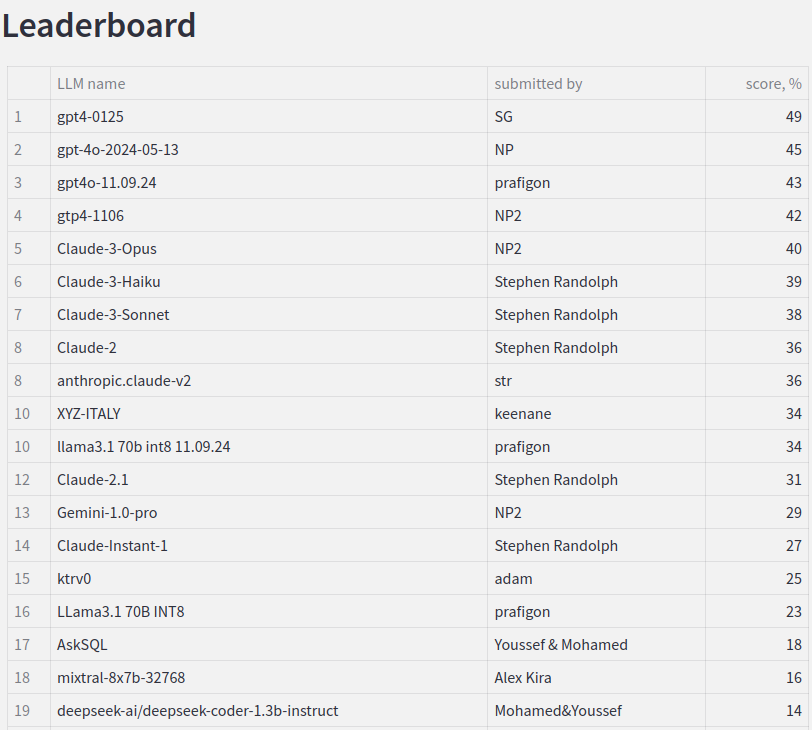 Leaderboard
LLM name submitted by score, %
1 gpt4-0125 SG 49
2 gpt-4o-2024-05-13 NP 45
3 gpt4o-11.09.24 prafigon 43
4 gtp4-1106 NP2 42
5 Claude-3-Opus NP2 40
6 Claude-3-Haiku Stephen Randolph 39
7 Claude-3-Sonnet Stephen Randolph 38
8 Claude-2 Stephen Randolph 36
8 anthropic.claude-v2 str 36
10 XYZ-ITALY keenane 34
10 llama3.1 70b int8 11.09.24 prafigon 34
12 Claude-2.1 Stephen Randolph 31
13 Gemini-1.0-pro NP2 29
14 Claude-Instant-1 Stephen Randolph 27
15 ktrv0 adam 25
16 LLama3.1 70B INT8 prafigon 23
17 AskSQL Youssef & Mohamed 18
18 mixtral-8x7b-32768 Alex Kira 16
19 deepseek-ai/deepseek-coder-1.3b-instruct Mohamed&Youssef 14